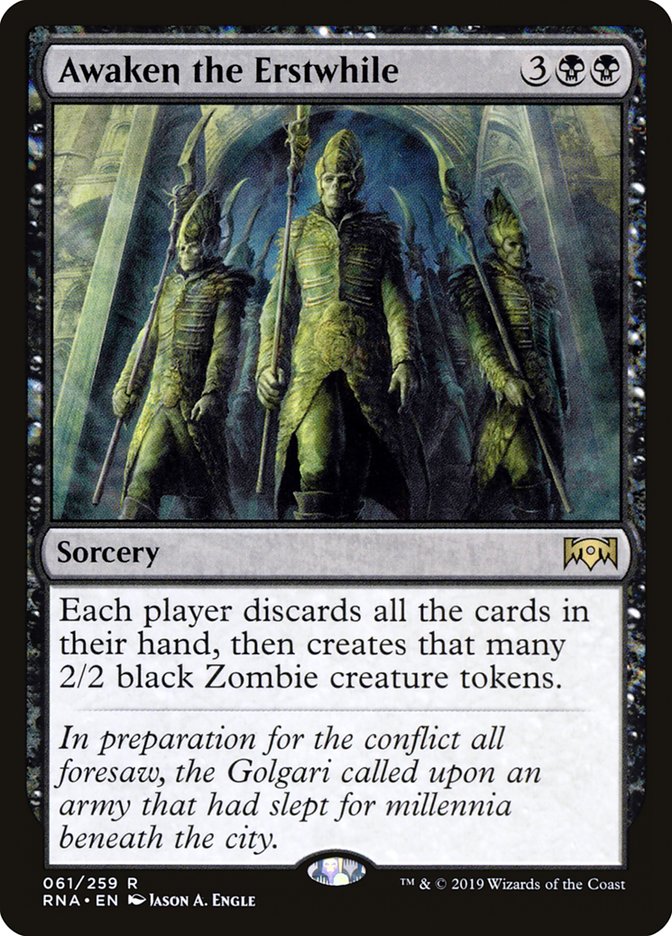 Awaken the Erstwhile 3
Sorcery
Each player discards all the cards in
their hand, then creates that many
2/2 black Zombie creature tokens.
In preparation for the conflict all
foresaw, the Golgari called upon an
army that had slept for millennia
beneath the city.
061/259 R
RNA • EN Jason A. Engle
™ & © 2019 Wizards of the Coast